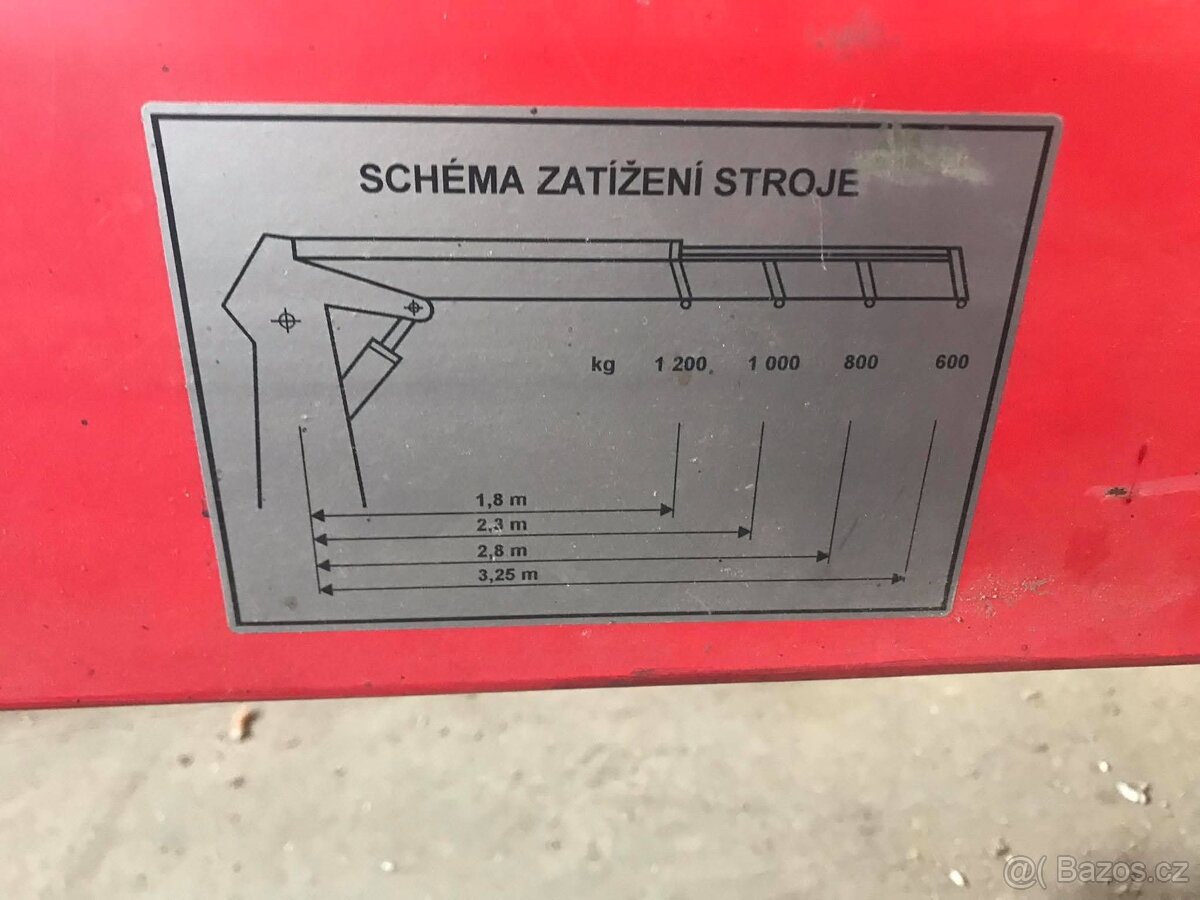 SCHÉMA ZATÍŽENÍ STROJE
kg 1 200 1 000 800 600
1,8 m
2,3 m
2,8 m
3,25 m
@( Bazos.cz